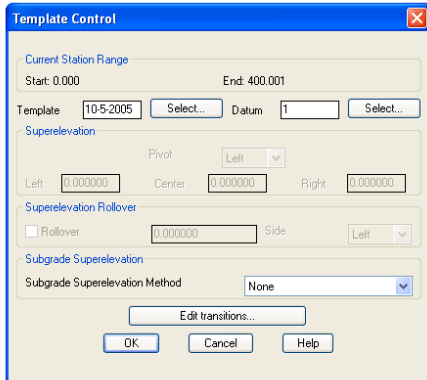 Template Control
Current Station Range
Start: 0.000 End: 400.001
Template 10-5-2005 Select... Datum 1 Select...
Superelevation
Pivot Left
Left 0.000000 Center 0.000000 Right 0.000000
Superelevation Rollover
Rollover 0.000000 Side Left
Subgrade Superelevation
Subgrade Superelevation Method None
Edit transitions...
OK Cancel Help